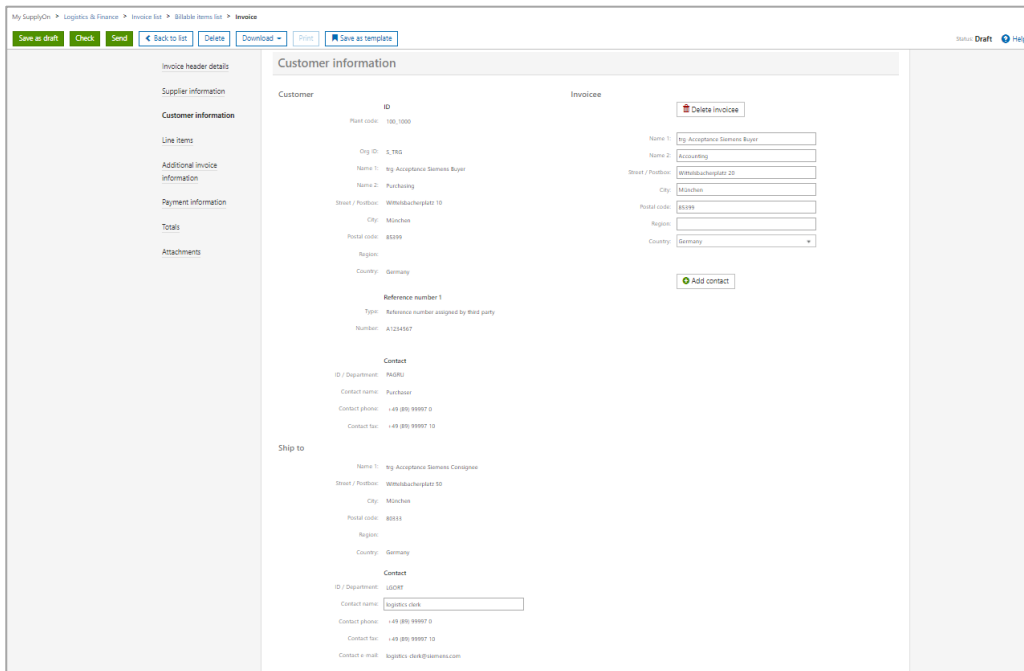 My SupplyOn > Logistics & Finance > Invoice list > Billable items list > Invoice
Save as draft Check Send Back to list Delete Download Print Save as template Status: Draft Help
Invoice header details
Supplier information
Customer information
Line items
Additional invoice
information
Payment information
Totals
Attachments
Customer information
Customer
ID
Plant code: 100_1000
Org ID: S_TRG
Name 1: trg Acceptance Siemens Buyer
Name 2: Purchasing
Street / Postbox: Wittelsbacherplatz 10
City: München
Postal code: 85399
Region:
Country: Germany
Reference number 1
Type: Reference number assigned by third party
Number: A1234567
Contact
ID / Department: PAGRU
Contact name: Purchaser
Contact phone: +49 (89) 99997 0
Contact fax: +49 (89) 99997 10
Invoicee
Delete invoicee
Name 1: trg Acceptance Siemens Buyer
Name 2: Accounting
Street / Postbox: Wittelsbacherplatz 20
City: München
Postal code: 85399
Region:
Country: Germany
Add contact
Ship to
Name 1: trg Acceptance Siemens Consignee
Street / Postbox: Wittelsbacherplatz 50
City: München
Postal code: 80333
Region:
Country: Germany
Contact
ID / Department: LGORT
Contact name: logistics clerk
Contact phone: +49 (89) 99997 0
Contact fax: +49 (89) 99997 10
Contact e-mail: logistics clerk@siemens.com